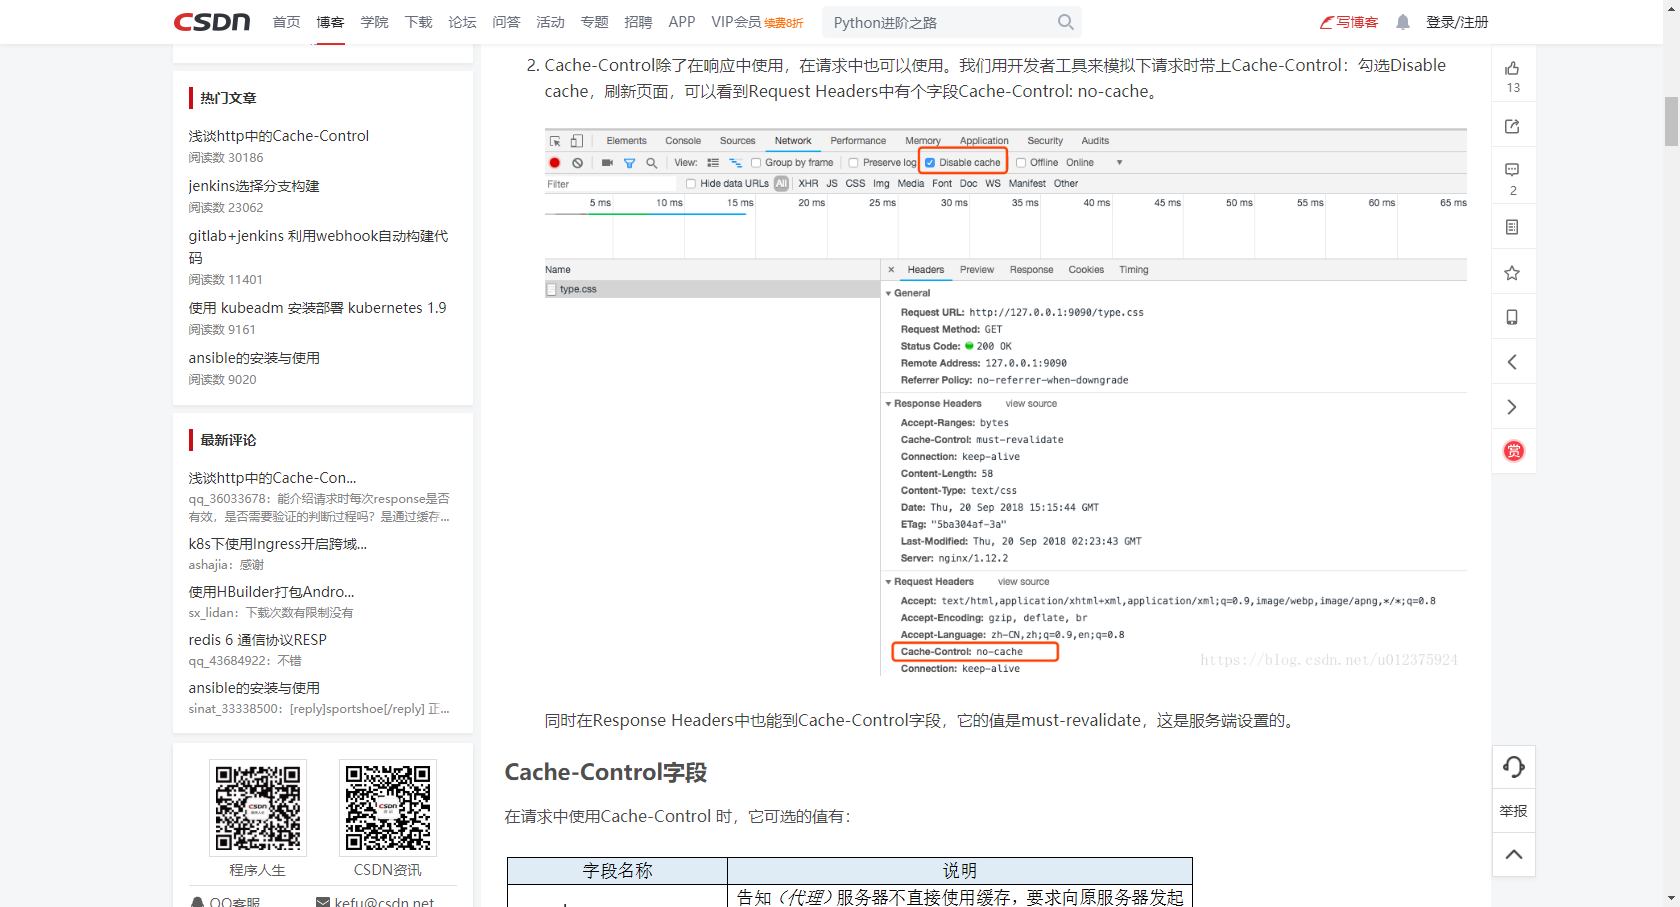 CSDN 首页 博客 学院 下载 论坛 问答 活动 专题 招聘 APP VIP会员 续费8折 Python进阶之路 写博客 登录/注册
热门文章
浅谈http中的Cache-Control
阅读数 30186
jenkins选择分支构建
阅读数 23062
gitlab+jenkins 利用webhook自动构建代
码
阅读数 11401
使用 kubeadm 安装部署 kubernetes 1.9
阅读数 9161
ansible的安装与使用
阅读数 9020
最新评论
浅谈http中的Cache-Con...
qq_36033678：能介绍请求时每次response是否
有效，是否需要验证的判断过程吗？是通过缓存...
k8s下使用Ingress开启跨域...
ashajia：感谢
使用HBuilder打包Andro...
sx_lidan：下载次数有限制没有
redis 6 通信协议RESP
qq_43684922：不错
ansible的安装与使用
sinat_33338500：[reply]sportshoe[/reply] 正...
CSDN
CSDN
程序人生 CSDN资讯
QQ客服 kefu@csdn.net
2. Cache-Control除了在响应中使用，在请求中也可以使用。我们用开发者工具来模拟下请求时带上Cache-Control：勾选Disable
cache，刷新页面，可以看到Request Headers中有个字段Cache-Control: no-cache。
Elements Console Sources Network Performance Memory Application Security Audits
View: Group by frame Preserve log Disable cache Offline Online
Filter Hide data URLs All XHR JS CSS Img Media Font Doc WS Manifest Other
5 ms 10 ms 15 ms 20 ms 25 ms 30 ms 35 ms 40 ms 45 ms 50 ms 55 ms 60 ms 65 ms
Name
type.css
× Headers Preview Response Cookies Timing
General
Request URL: http://127.0.0.1:9090/type.css
Request Method: GET
Status Code: 200 OK
Remote Address: 127.0.0.1:9090
Referrer Policy: no-referrer-when-downgrade
Response Headers view source
Accept-Ranges: bytes
Cache-Control: must-revalidate
Connection: keep-alive
Content-Length: 58
Content-Type: text/css
Date: Thu, 20 Sep 2018 15:15:44 GMT
ETag: "5ba304af-3a"
Last-Modified: Thu, 20 Sep 2018 02:23:43 GMT
Server: nginx/1.12.2
Request Headers view source
Accept: text/html,application/xhtml+xml,application/xml;q=0.9,image/webp,image/apng,*/*;q=0.8
Accept-Encoding: gzip, deflate, br
Accept-Language: zh-CN,zh;q=0.9,en;q=0.8
Cache-Control: no-cache
Connection: keep-alive
https://blog.csdn.net/u012375924
同时在Response Headers中也能到Cache-Control字段，它的值是must-revalidate，这是服务端设置的。
Cache-Control字段
在请求中使用Cache-Control 时，它可选的值有：
字段名称 说明
告知（代理）服务器不直接使用缓存，要求向原服务器发起
13
2
赏
举报